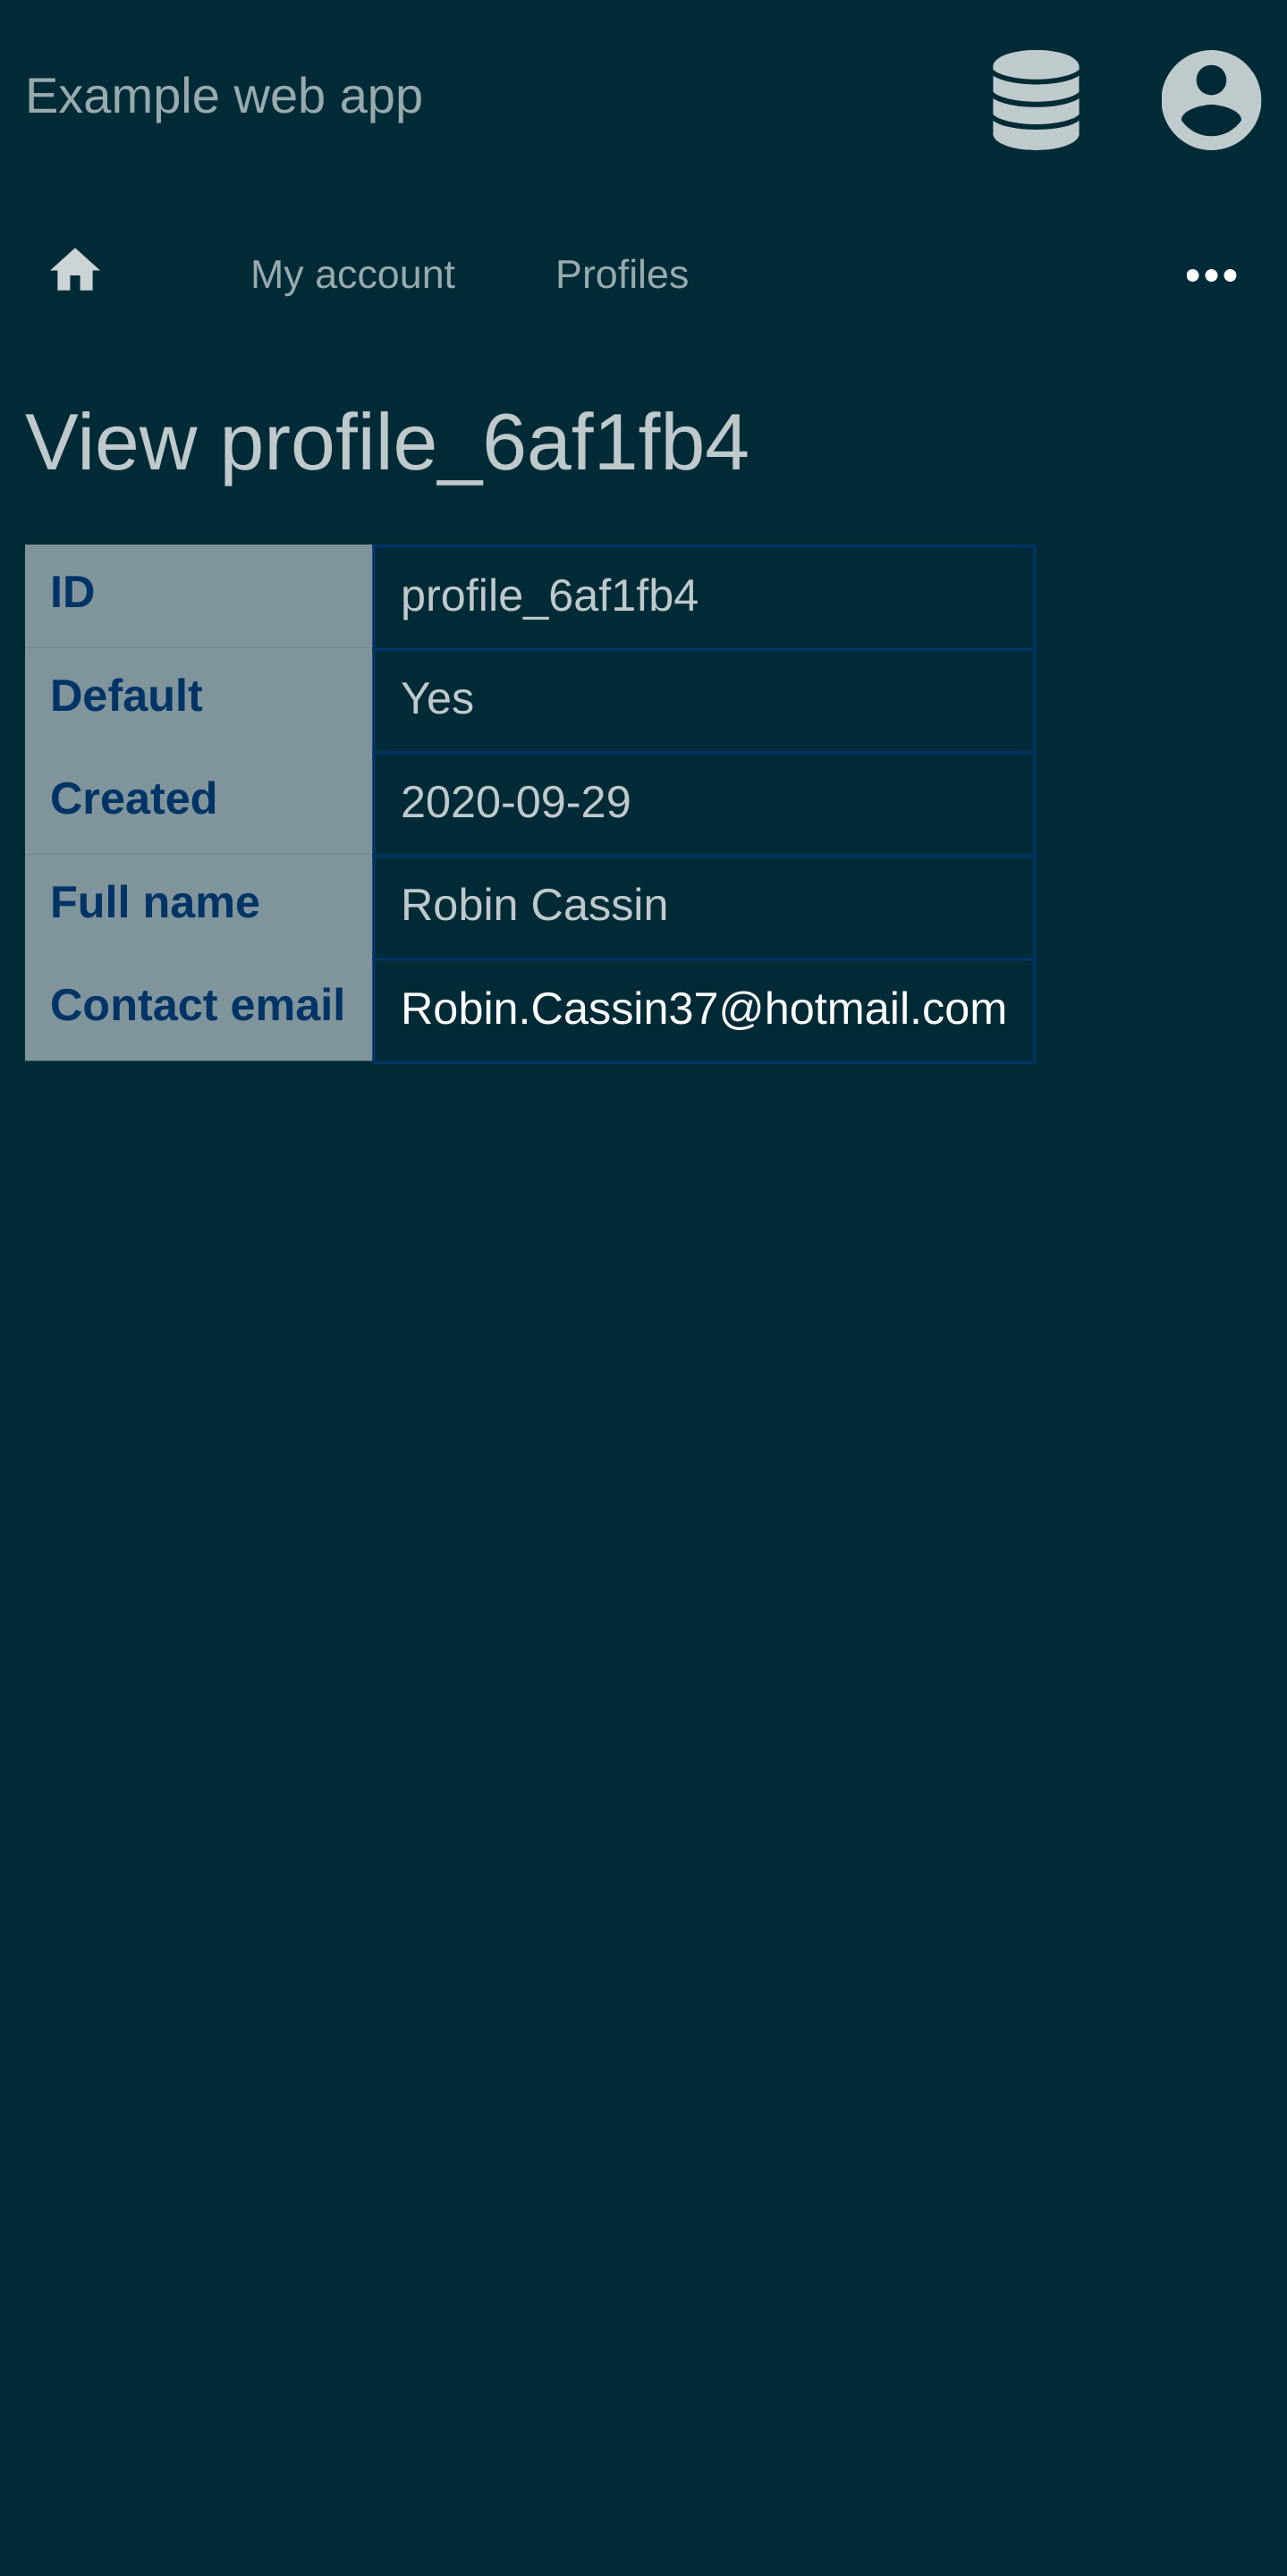 Example web app
My account Profiles
View profile_6af1fb4
ID profile_6af1fb4
Default Yes
Created 2020-09-29
Full name Robin Cassin
Contact email Robin.Cassin37@hotmail.com